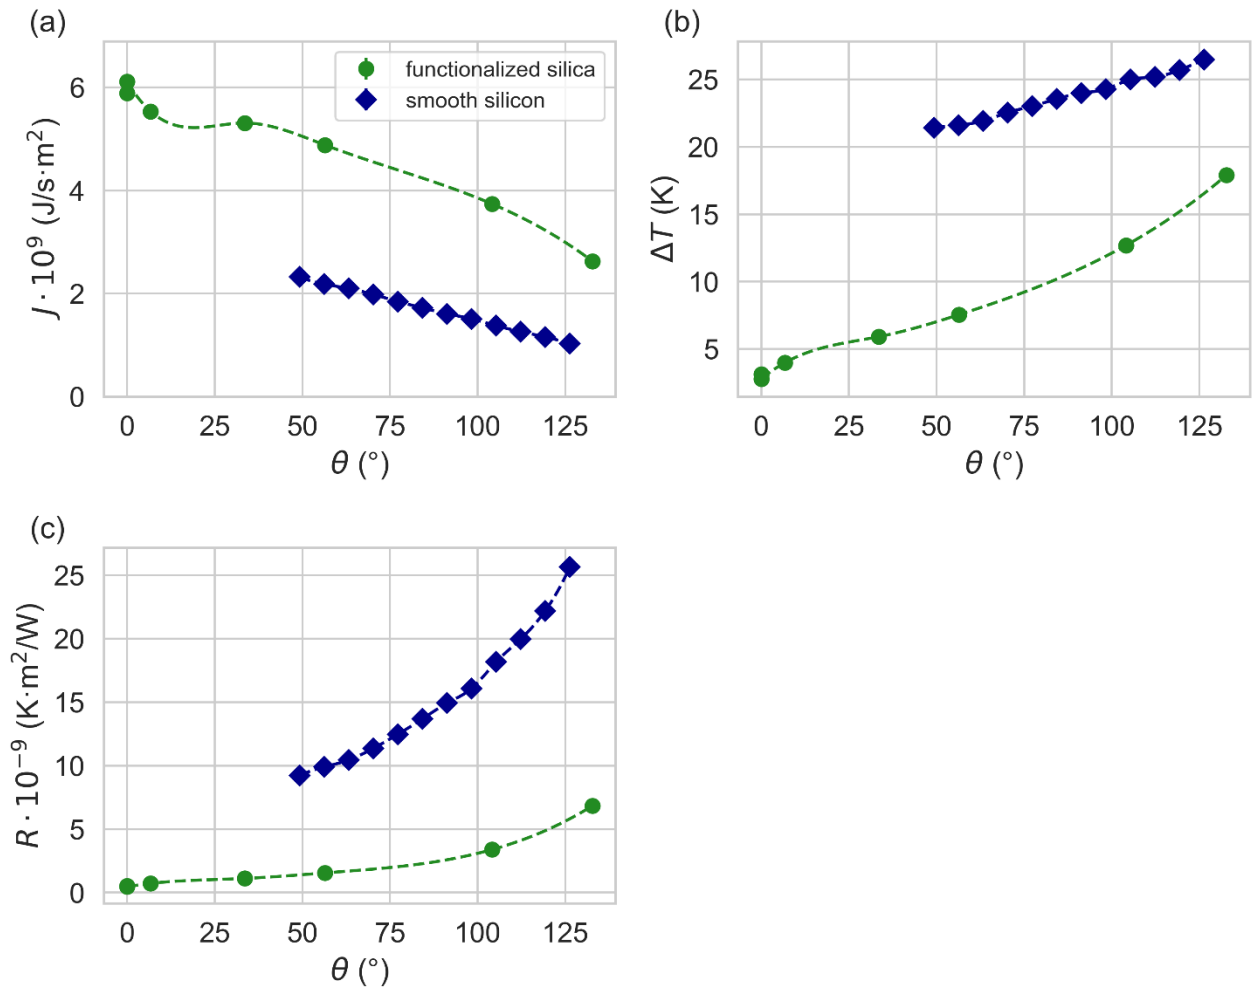 (a)
functionalized silica
smooth silicon
6
4
2
0
J · 10⁹ (J/s·m²)
0 25 50 75 100 125
θ (°)
(b)
25
20
15
10
5
ΔT (K)
0 25 50 75 100 125
θ (°)
(c)
25
20
15
10
5
0
R · 10⁻⁹ (K·m²/W)
0 25 50 75 100 125
θ (°)